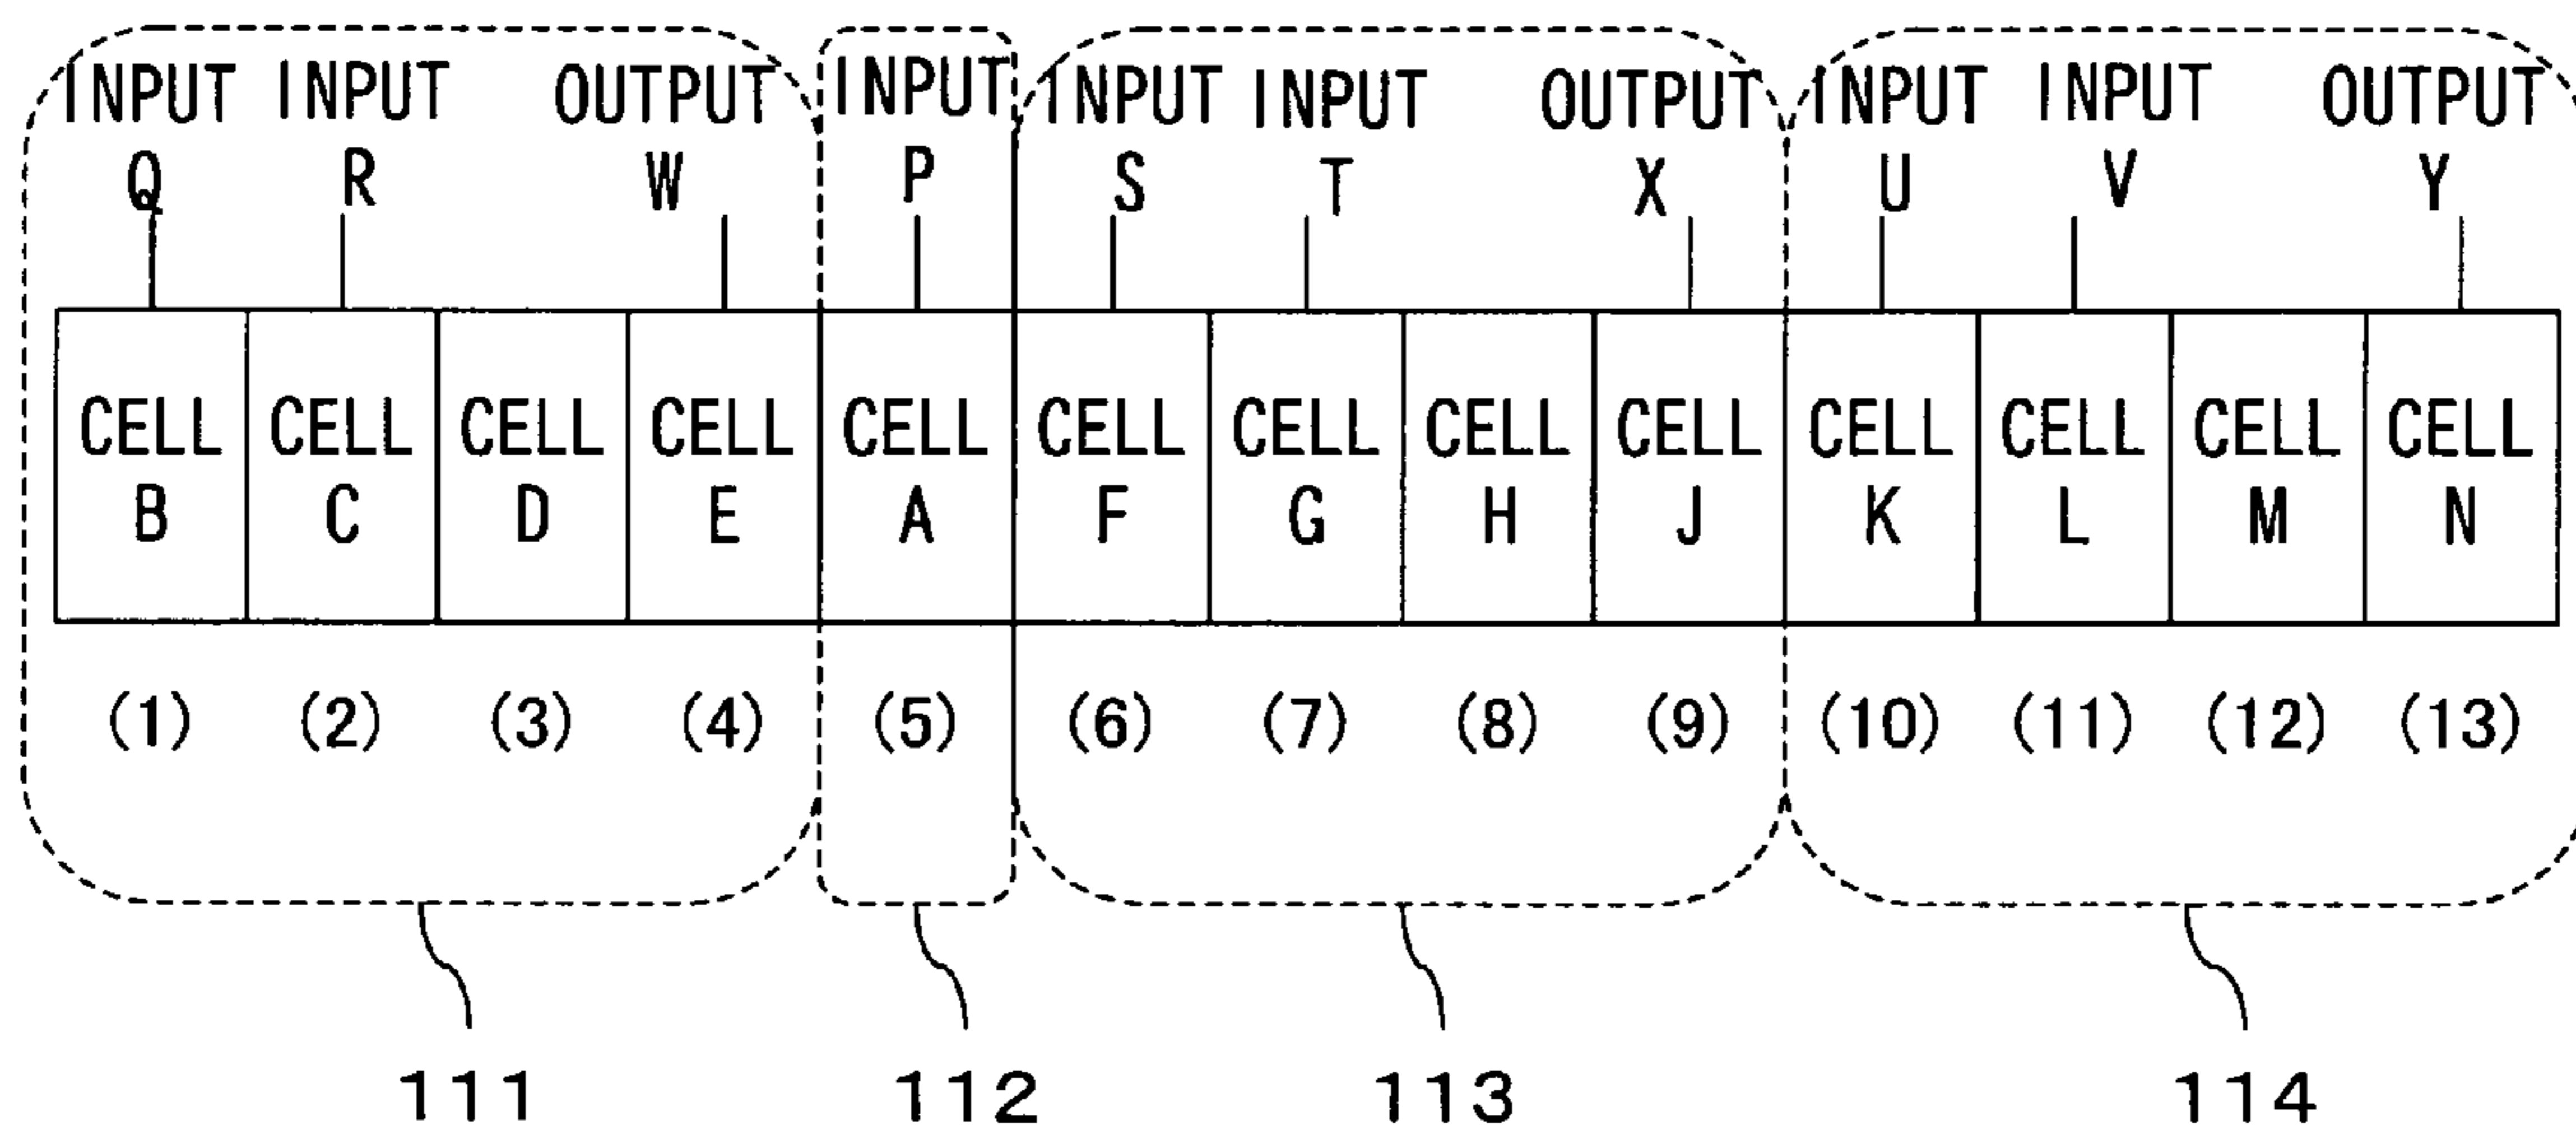 INPUT INPUT OUTPUT INPUT INPUT INPUT OUTPUT INPUT INPUT OUTPUT
Q R W P S T X U V Y
CELL CELL CELL CELL CELL CELL CELL CELL CELL CELL CELL CELL CELL
B C D E A F G H J K L M N
(1) (2) (3) (4) (5) (6) (7) (8) (9) (10) (11) (12) (13)
111 112 113 114